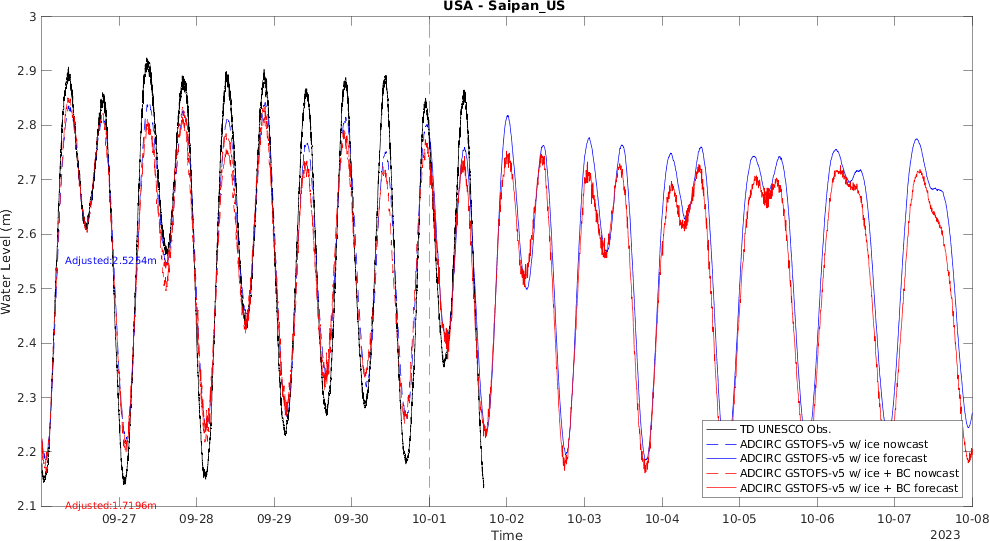 USA - Saipan_US
3
2.9
2.8
2.7
2.6
2.5
2.4
2.3
2.2
2.1
Water Level (m)
Adjusted:2.5264m
Adjusted:1.7196m
TD UNESCO Obs.
ADCIRC GSTOFS-v5 w/ ice nowcast
ADCIRC GSTOFS-v5 w/ ice forecast
ADCIRC GSTOFS-v5 w/ ice + BC nowcast
ADCIRC GSTOFS-v5 w/ ice + BC forecast
09-27 09-28 09-29 09-30 10-01 10-02 10-03 10-04 10-05 10-06 10-07 10-08
Time
2023